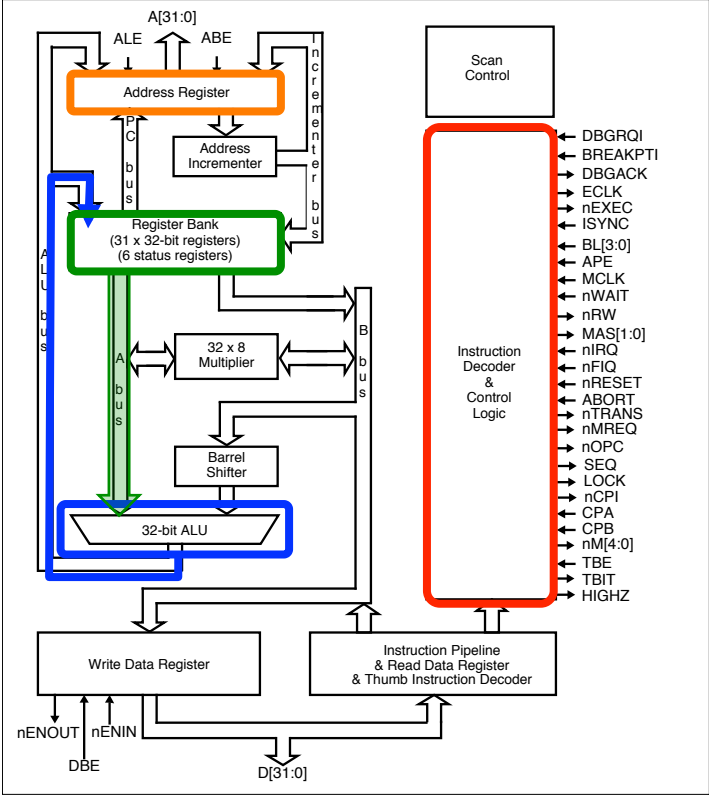 A[31:0]
ALE
ABE
Address Register
PC bus
Incrementer bus
Address
Incrementer
Register Bank
(31 x 32-bit registers)
(6 status registers)
ALU bus
A bus
B bus
32 x 8
Multiplier
Barrel
Shifter
32-bit ALU
Write Data Register
Instruction Pipeline
& Read Data Register
& Thumb Instruction Decoder
nENOUT
nENIN
DBE
D[31:0]
Scan
Control
Instruction
Decoder
&
Control
Logic
DBGRQI
BREAKPTI
DBGACK
ECLK
nEXEC
ISYNC
BL[3:0]
APE
MCLK
nWAIT
nRW
MAS[1:0]
nIRQ
nFIQ
nRESET
ABORT
nTRANS
nMREQ
nOPC
SEQ
LOCK
nCPI
CPA
CPB
nM[4:0]
TBE
TBIT
HIGHZ